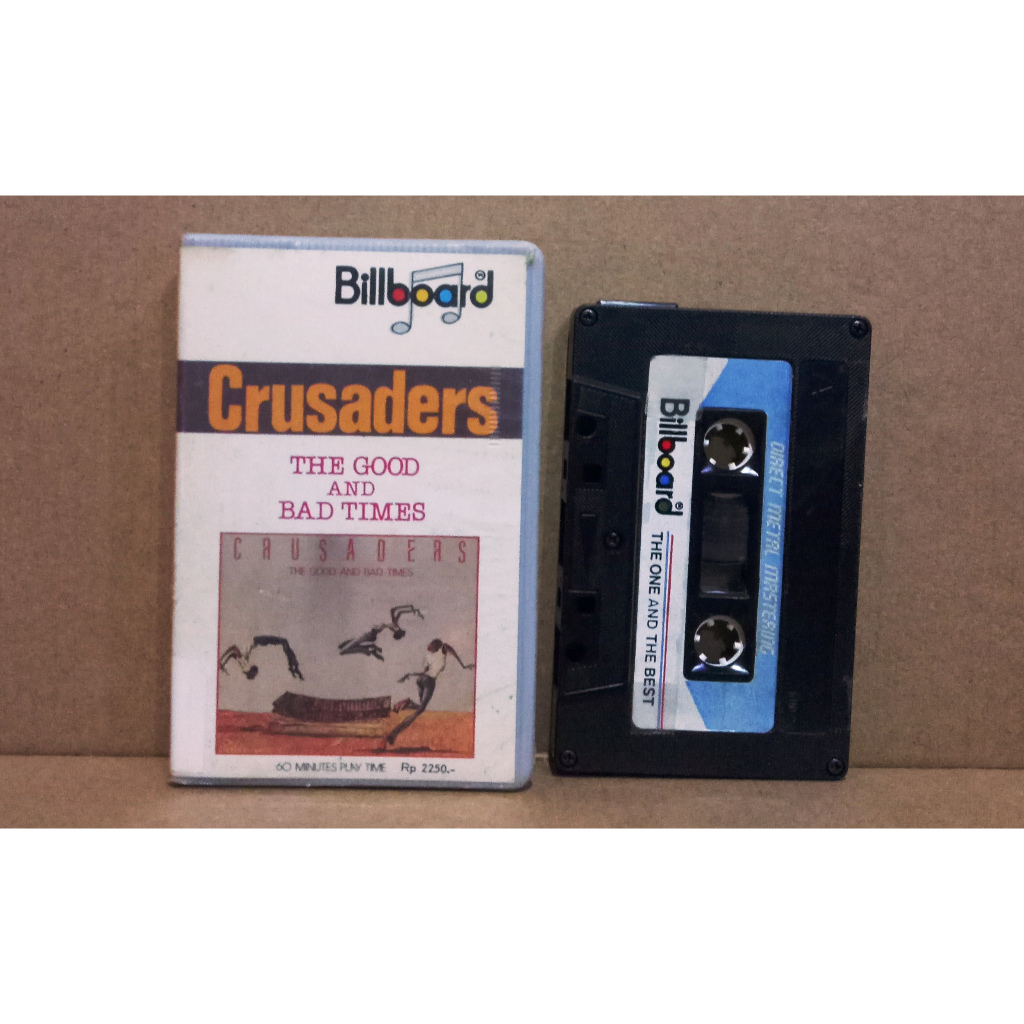 Billboard®
Crusaders
THE GOOD
AND
BAD TIMES
CRUSADERS
THE GOOD AND BAD TIMES
60 MINUTES PLAY TIME Rp 2250.-
Billboard®
THE ONE AND THE BEST
DIRECT METAL MASTERING